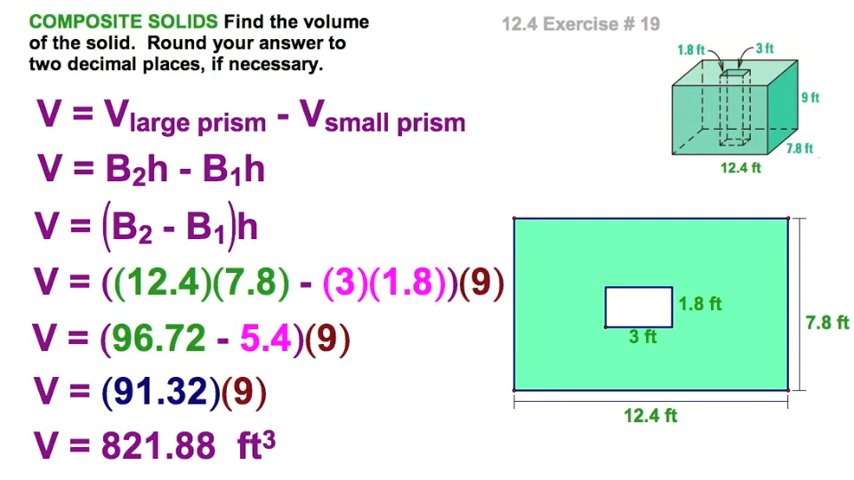 COMPOSITE SOLIDS Find the volume
of the solid. Round your answer to
two decimal places, if necessary.
12.4 Exercise # 19
V = Vlarge prism - Vsmall prism
V = B₂h - B₁h
V = (B₂ - B₁)h
V = ((12.4)(7.8) - (3)(1.8))(9)
V = (96.72 - 5.4)(9)
V = (91.32)(9)
V = 821.88 ft³
1.8 ft
3 ft
9 ft
7.8 ft
12.4 ft
1.8 ft
3 ft
7.8 ft
12.4 ft